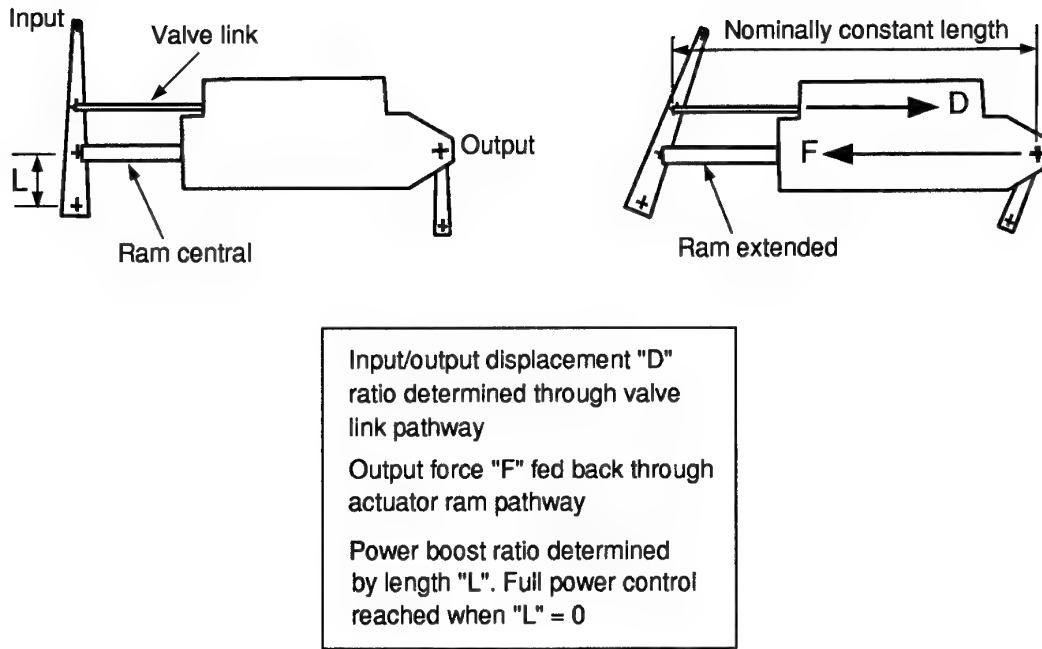 Input
Valve link
L
Output
Ram central
Nominally constant length
D
F
Ram extended
Input/output displacement "D"
ratio determined through valve
link pathway
Output force "F" fed back through
actuator ram pathway
Power boost ratio determined
by length "L". Full power control
reached when "L" = 0